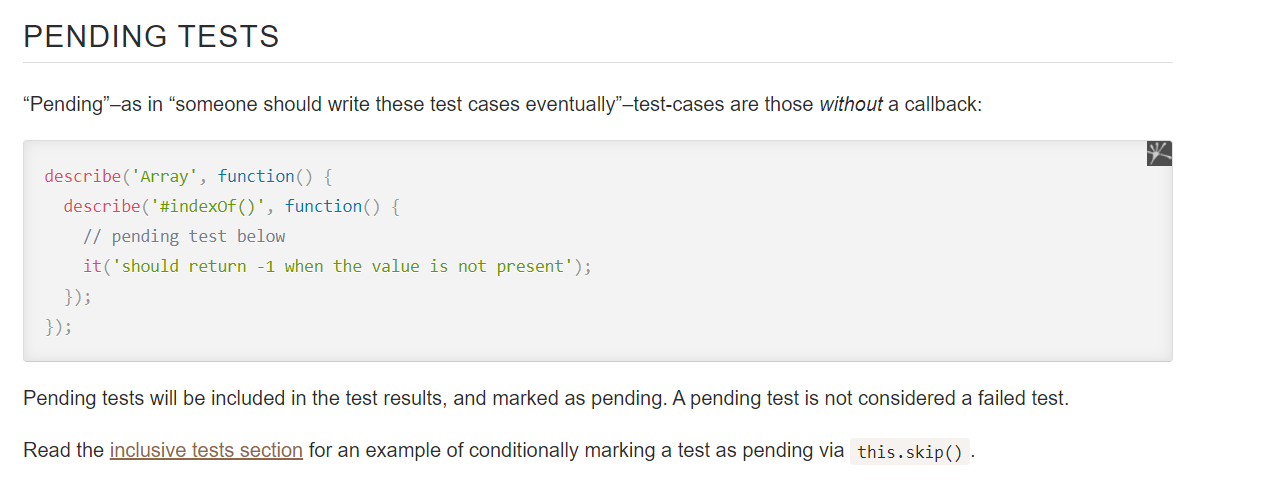 PENDING TESTS
“Pending”–as in “someone should write these test cases eventually”–test-cases are those without a callback:
describe('Array', function() {
  describe('#indexOf()', function() {
    // pending test below
    it('should return -1 when the value is not present');
  });
});
Pending tests will be included in the test results, and marked as pending. A pending test is not considered a failed test.
Read the inclusive tests section for an example of conditionally marking a test as pending via this.skip() .